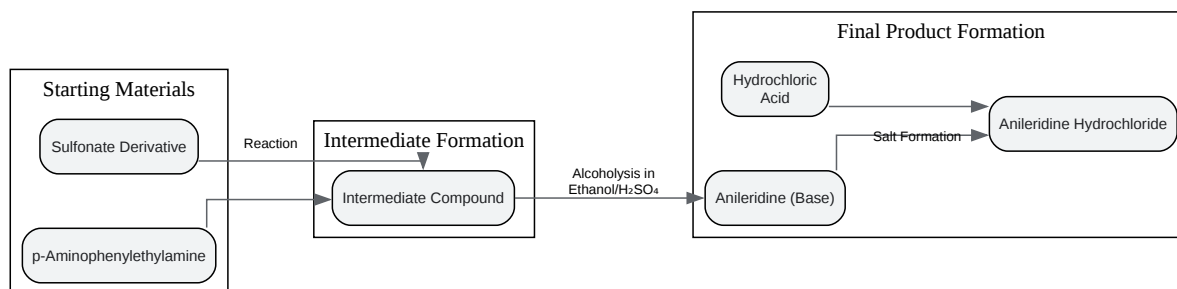 Starting Materials
Sulfonate Derivative
p-Aminophenylethylamine
Reaction
Intermediate Formation
Intermediate Compound
Alcoholysis in
Ethanol/H₂SO₄
Final Product Formation
Hydrochloric
Acid
Anileridine (Base)
Salt Formation
Anileridine Hydrochloride